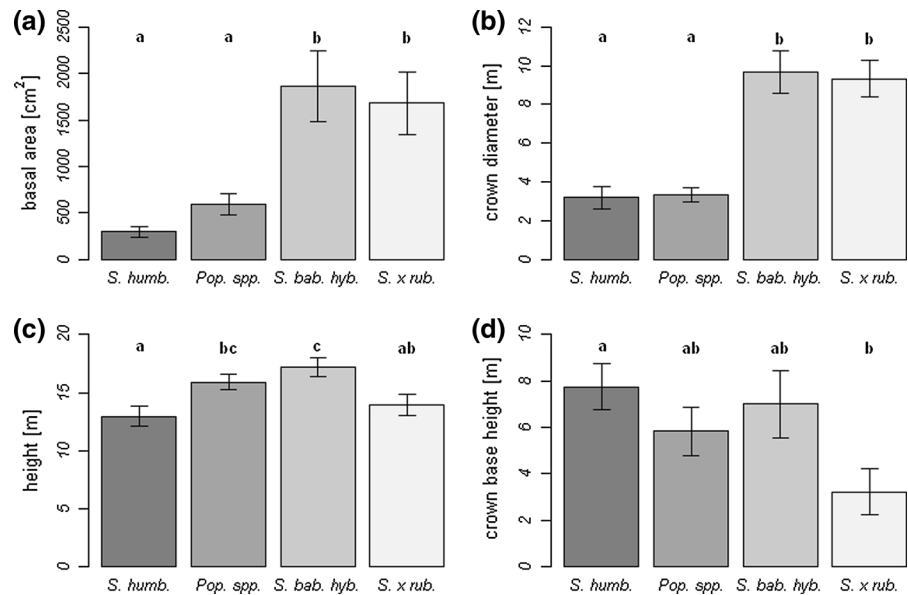 (a)
basal area [cm²]
2500
2000
1500
1000
500
0
a a b b
S. humb. Pop. spp. S. bab. hyb. S. x rub.
(b)
crown diameter [m]
12
10
8
6
4
2
0
a a b b
S. humb. Pop. spp. S. bab. hyb. S. x rub.
(c)
height [m]
20
15
10
5
0
a bc c ab
S. humb. Pop. spp. S. bab. hyb. S. x rub.
(d)
crown base height [m]
10
8
6
4
2
0
a ab ab b
S. humb. Pop. spp. S. bab. hyb. S. x rub.